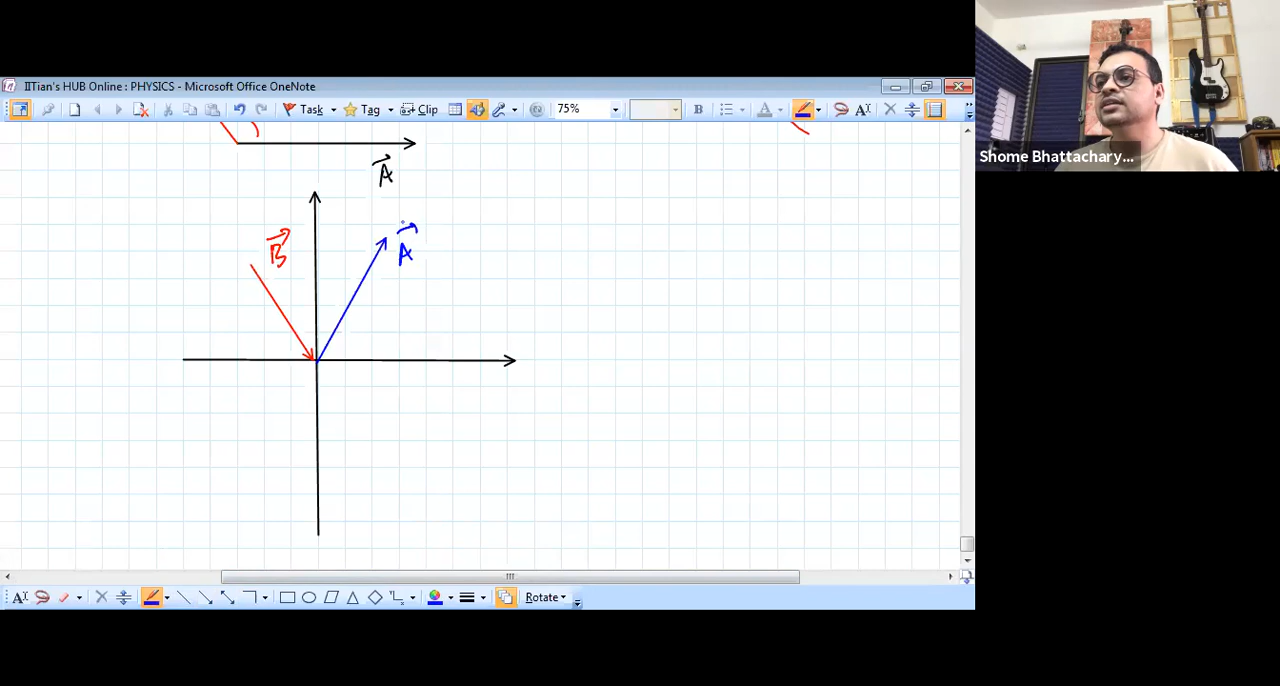 IITian's HUB Online : PHYSICS - Microsoft Office OneNote
Task Tag Clip 75% B A
A
B
A
Rotate
Shome Bhattachary...